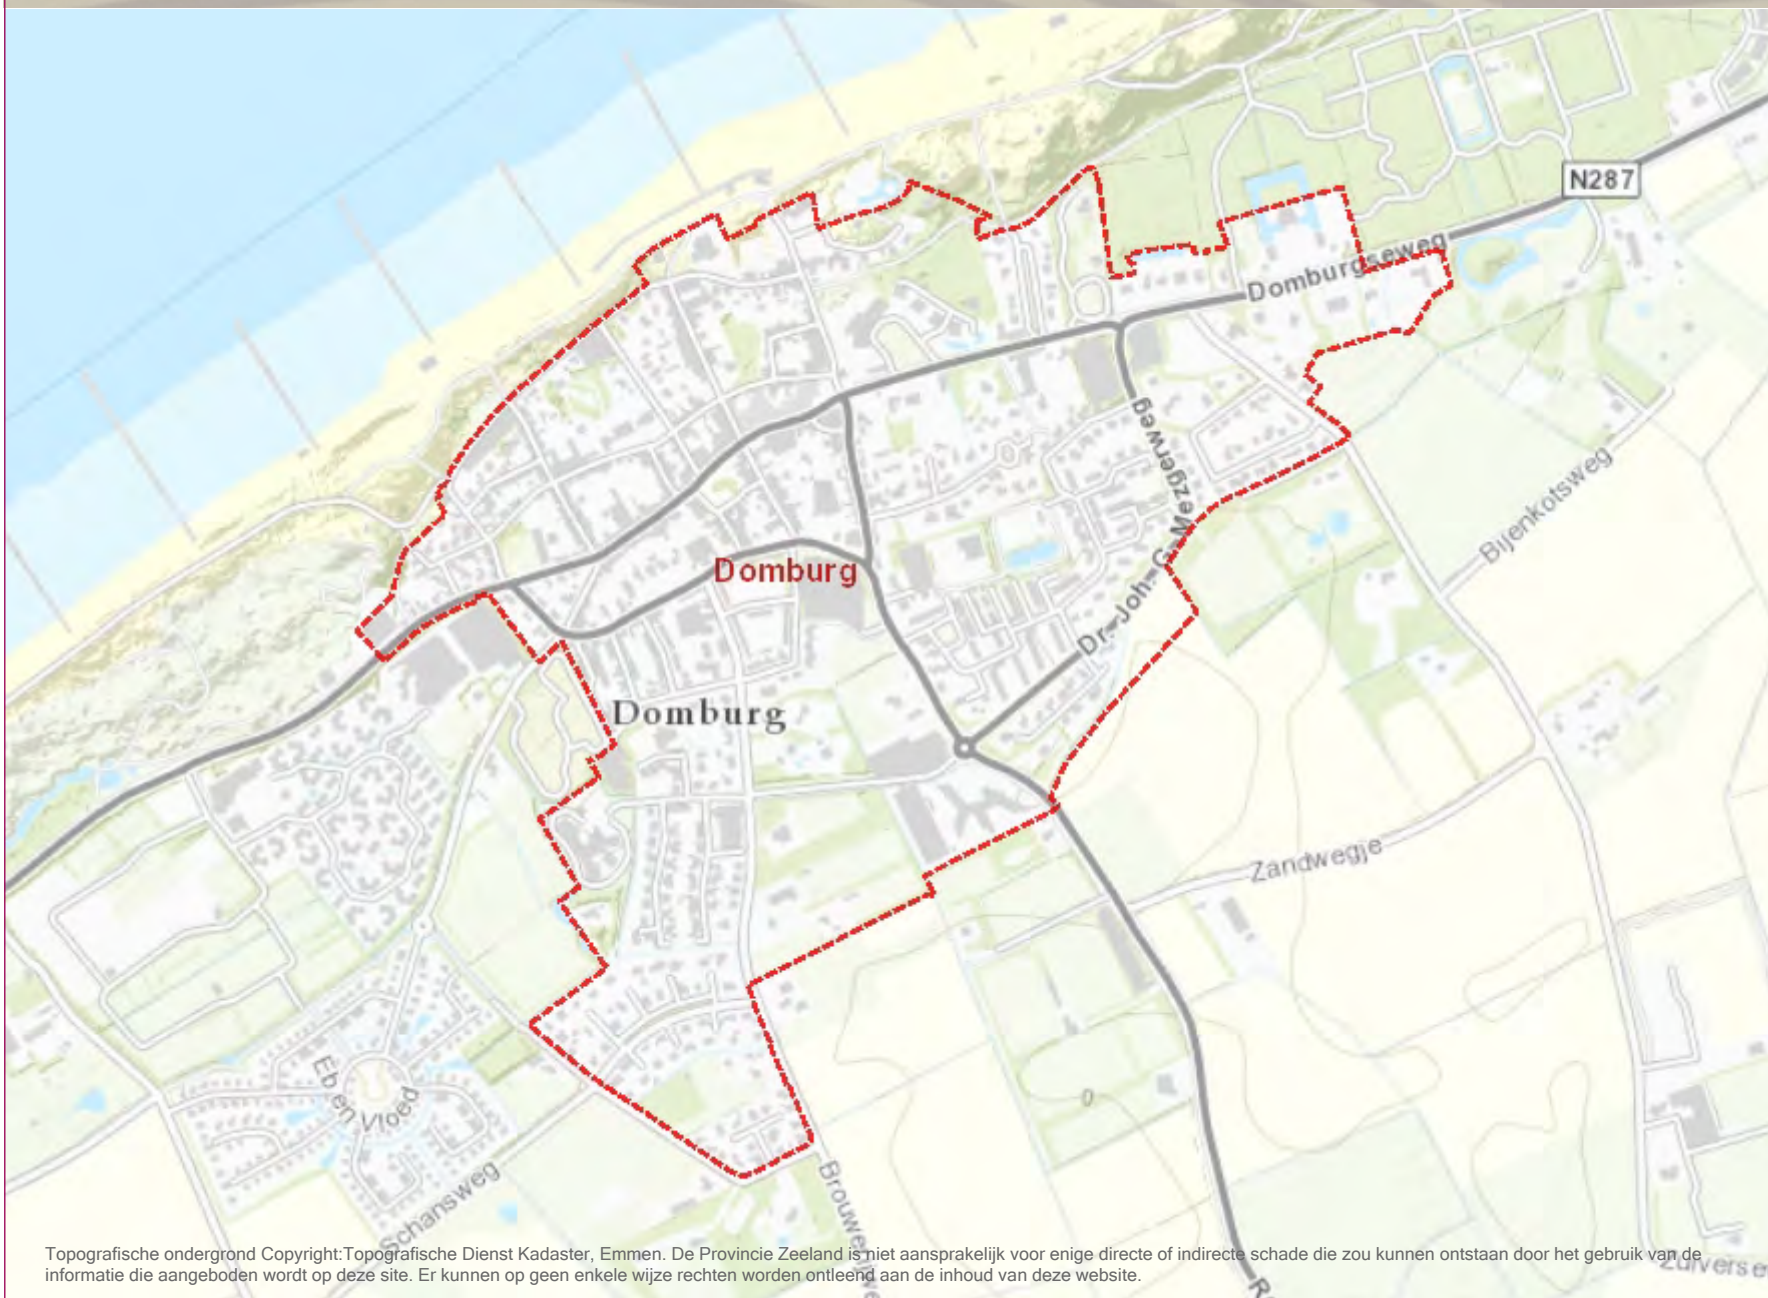 N287
Domburgseweg
Dr. Joh. G. Mezgerweg
Bijenkotsweg
Domburg
Domburg
Zandwegje
Eb en Vloed
0
Schansweg
Topografische ondergrond Copyright:Topografische Dienst Kadaster, Emmen. De Provincie Zeeland is niet aansprakelijk voor enige directe of indirecte schade die zou kunnen ontstaan door het gebruik van de
informatie die aangeboden wordt op deze site. Er kunnen op geen enkele wijze rechten worden ontleend aan de inhoud van deze website.